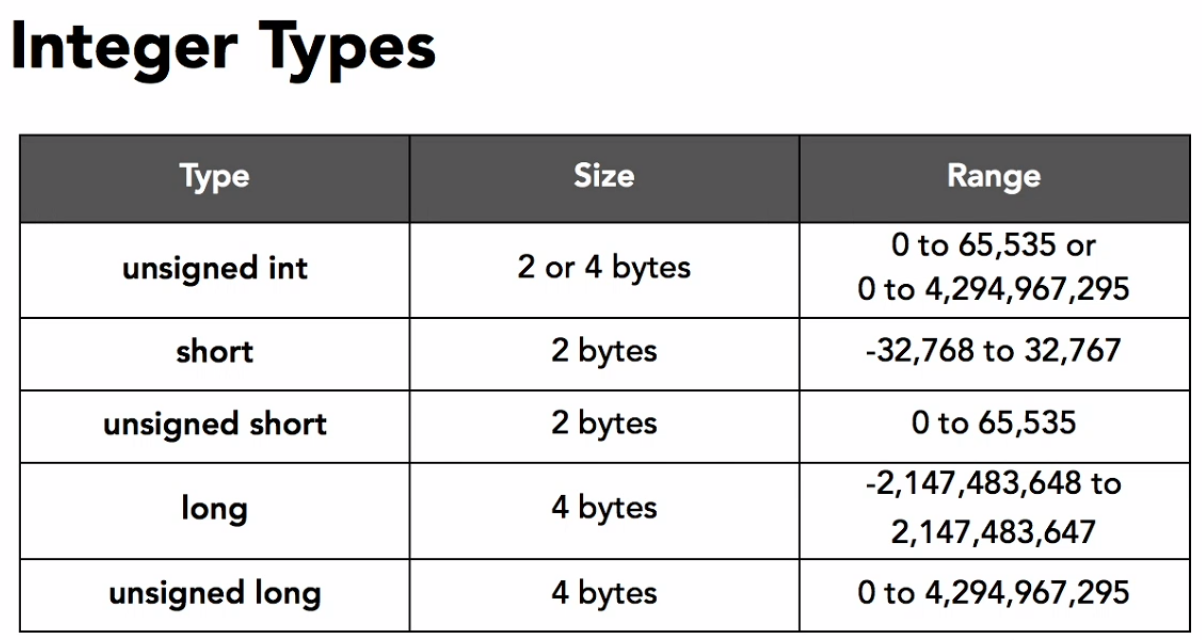 Integer Types
Type Size Range
unsigned int 2 or 4 bytes 0 to 65,535 or
0 to 4,294,967,295
short 2 bytes -32,768 to 32,767
unsigned short 2 bytes 0 to 65,535
long 4 bytes -2,147,483,648 to
2,147,483,647
unsigned long 4 bytes 0 to 4,294,967,295